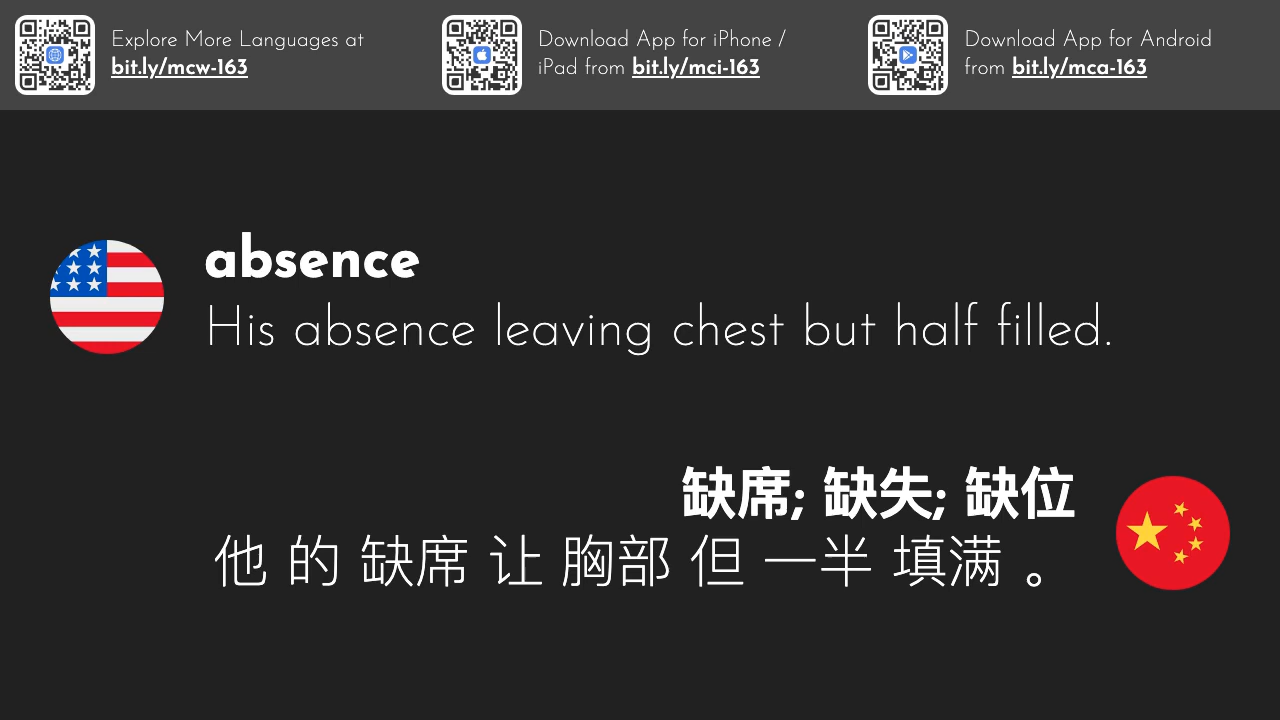 Explore More Languages at
bit.ly/mcw-163
Download App for iPhone /
iPad from bit.ly/mci-163
Download App for Android
from bit.ly/mca-163
absence
His absence leaving chest but half filled.
缺席; 缺失; 缺位
他 的 缺席 让 胸部 但 一半 填满 。